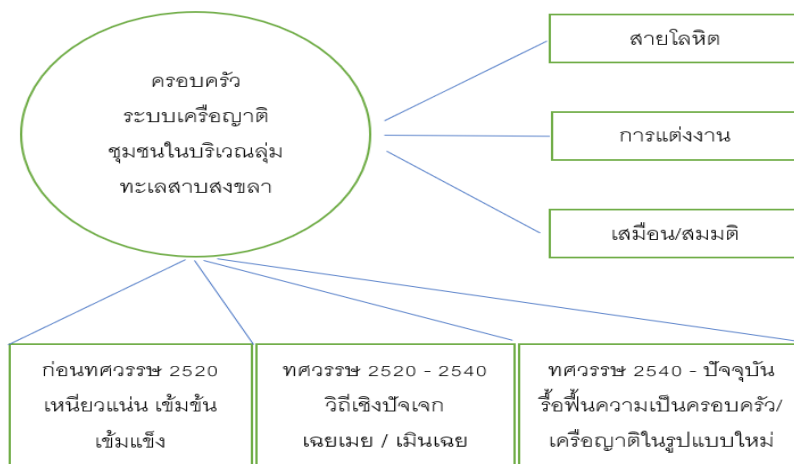 ครอบครัว
ระบบเครือญาติ
ชุมชนในบริเวณลุ่ม
ทะเลสาบสงขลา
สายโลหิต
การแต่งงาน
เสมือน/สมมติ
ก่อนทศวรรษ 2520
เหนียวแน่น เข้มข้น
เข้มแข็ง
ทศวรรษ 2520 - 2540
วิถีเชิงปัจเจก
เฉยเมย / เมินเฉย
ทศวรรษ 2540 - ปัจจุบัน
รื้อฟื้นความเป็นครอบครัว/
เครือญาติในรูปแบบใหม่